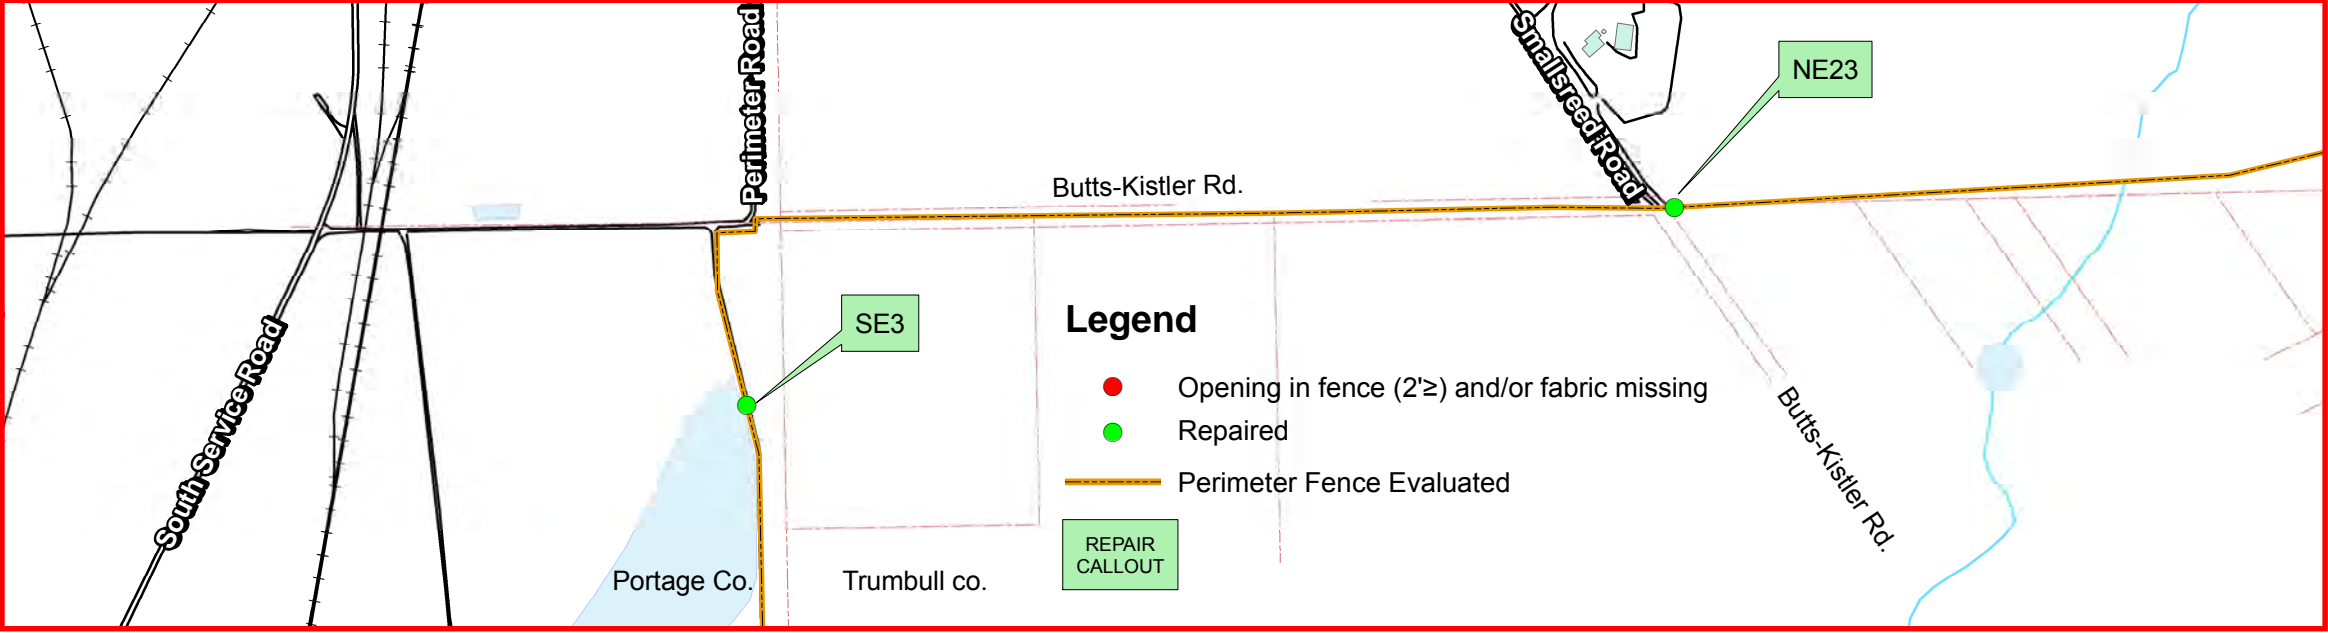 Perimeter Road
Smallsreed Road
NE23
Butts-Kistler Rd.
SE3
South Service Road
Legend
Opening in fence (2'≥) and/or fabric missing
Repaired
Perimeter Fence Evaluated
REPAIR
CALLOUT
Butts-Kistler Rd.
Portage Co.
Trumbull co.